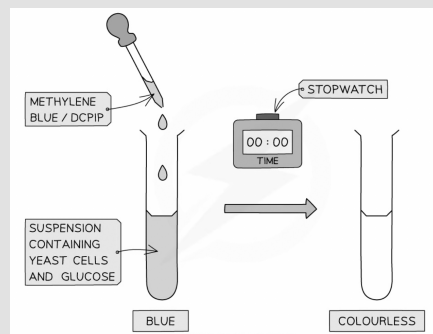 METHYLENE
BLUE / DCPIP
STOPWATCH
00:00
TIME
SUSPENSION
CONTAINING
YEAST CELLS
AND GLUCOSE
BLUE
COLOURLESS